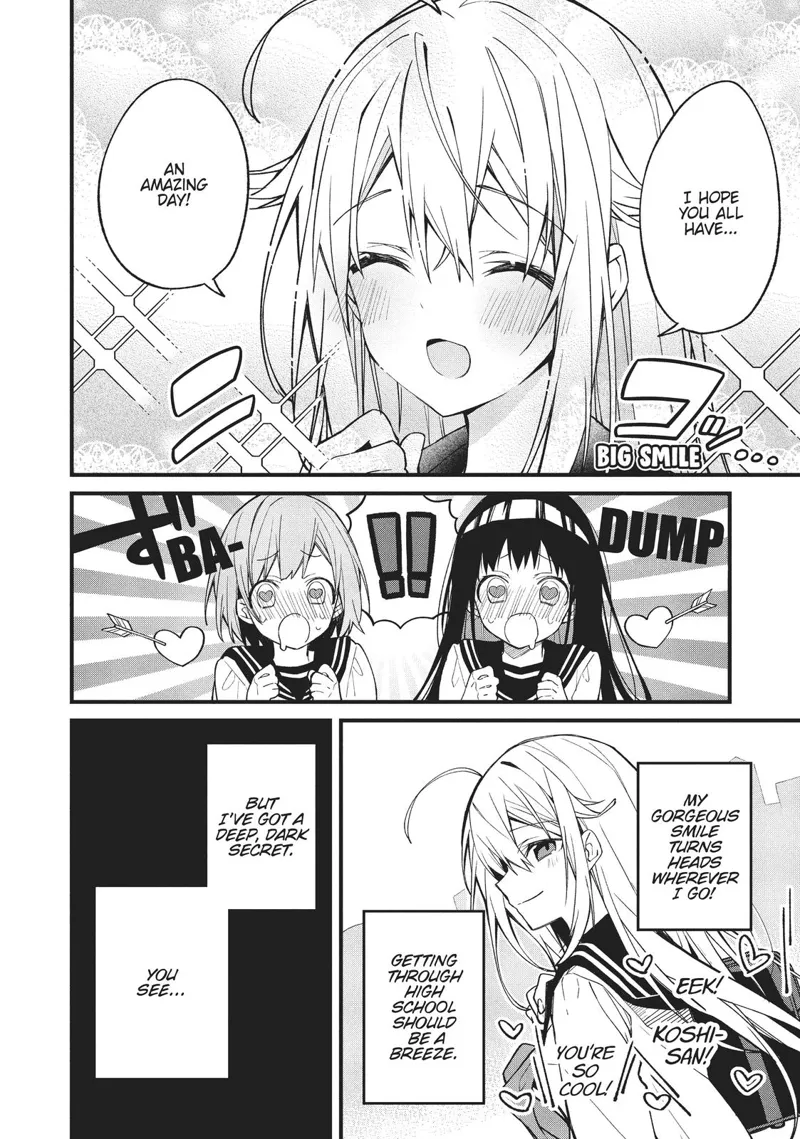 I HOPE
YOU ALL
HAVE...
AN
AMAZING
DAY!
ニコッ...
BIG SMILE
BA-
!!
DUMP
MY
GORGEOUS
SMILE
TURNS
HEADS
WHEREVER
I GO!
EEK!
KOSHI-
SAN!
YOU'RE
SO
COOL!
GETTING
THROUGH
HIGH
SCHOOL
SHOULD
BE A
BREEZE.
BUT
I'VE GOT A
DEEP, DARK
SECRET.
YOU
SEE...